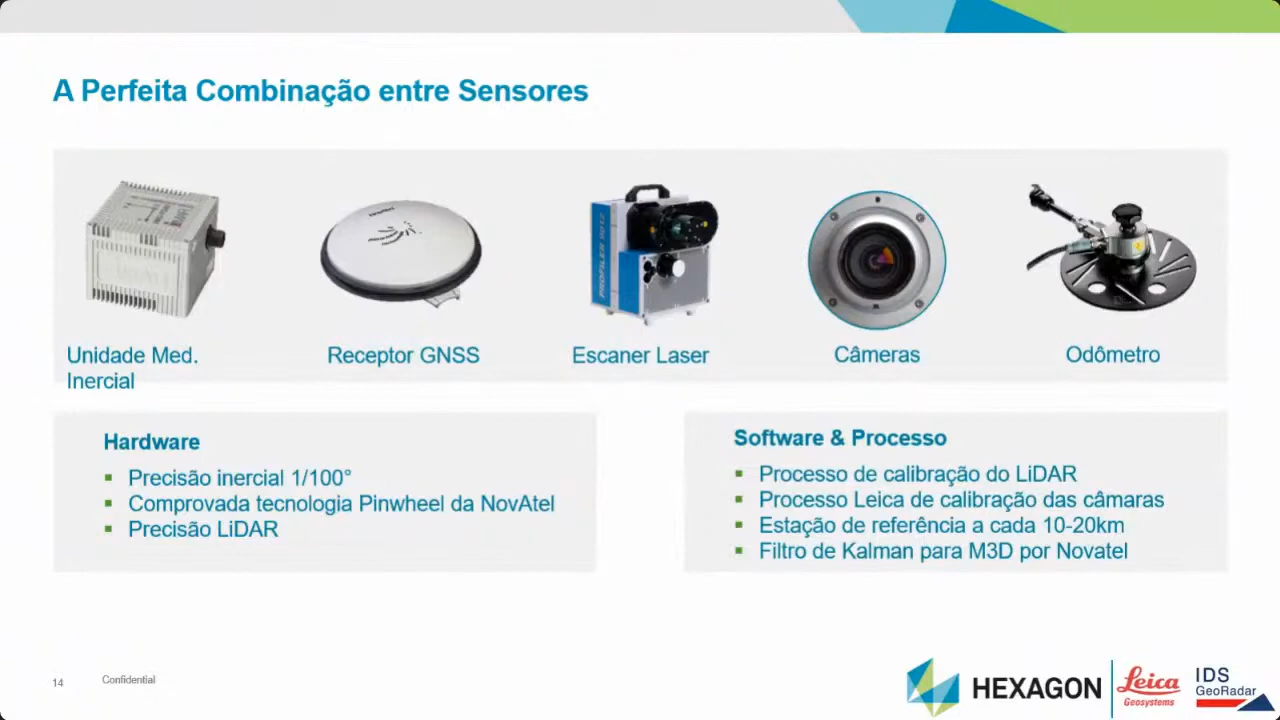 A Perfeita Combinação entre Sensores
PROFILER 9012
Unidade Med.
Inercial
Receptor GNSS
Escaner Laser
Câmeras
Odômetro
Hardware
Precisão inercial 1/100°
Comprovada tecnologia Pinwheel da NovAtel
Precisão LiDAR
Software & Processo
Processo de calibração do LiDAR
Processo Leica de calibração das câmaras
Estação de referência a cada 10-20km
Filtro de Kalman para M3D por Novatel
14
Confidential
HEXAGON
Leica
Geosystems
IDS
GeoRadar